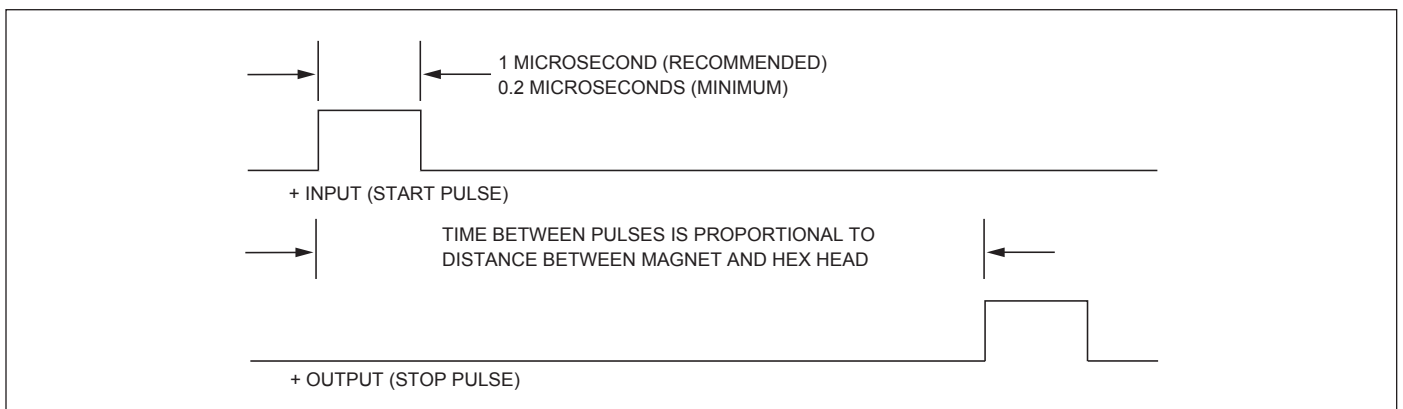 1 MICROSECOND (RECOMMENDED)
0.2 MICROSECONDS (MINIMUM)
+ INPUT (START PULSE)
TIME BETWEEN PULSES IS PROPORTIONAL TO
DISTANCE BETWEEN MAGNET AND HEX HEAD
+ OUTPUT (STOP PULSE)